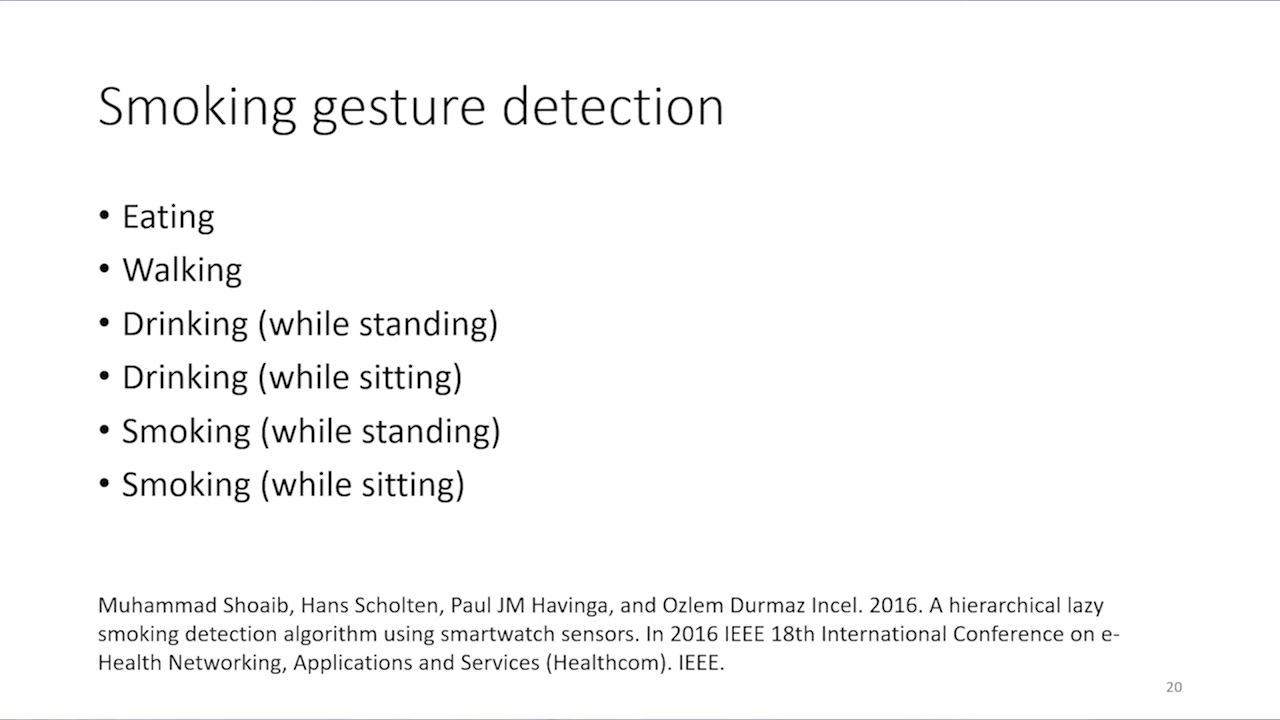 Smoking gesture detection
• Eating
• Walking
• Drinking (while standing)
• Drinking (while sitting)
• Smoking (while standing)
• Smoking (while sitting)
Muhammad Shoaib, Hans Scholten, Paul JM Havinga, and Ozlem Durmaz Incel. 2016. A hierarchical lazy
smoking detection algorithm using smartwatch sensors. In 2016 IEEE 18th International Conference on e-
Health Networking, Applications and Services (Healthcom). IEEE.
20